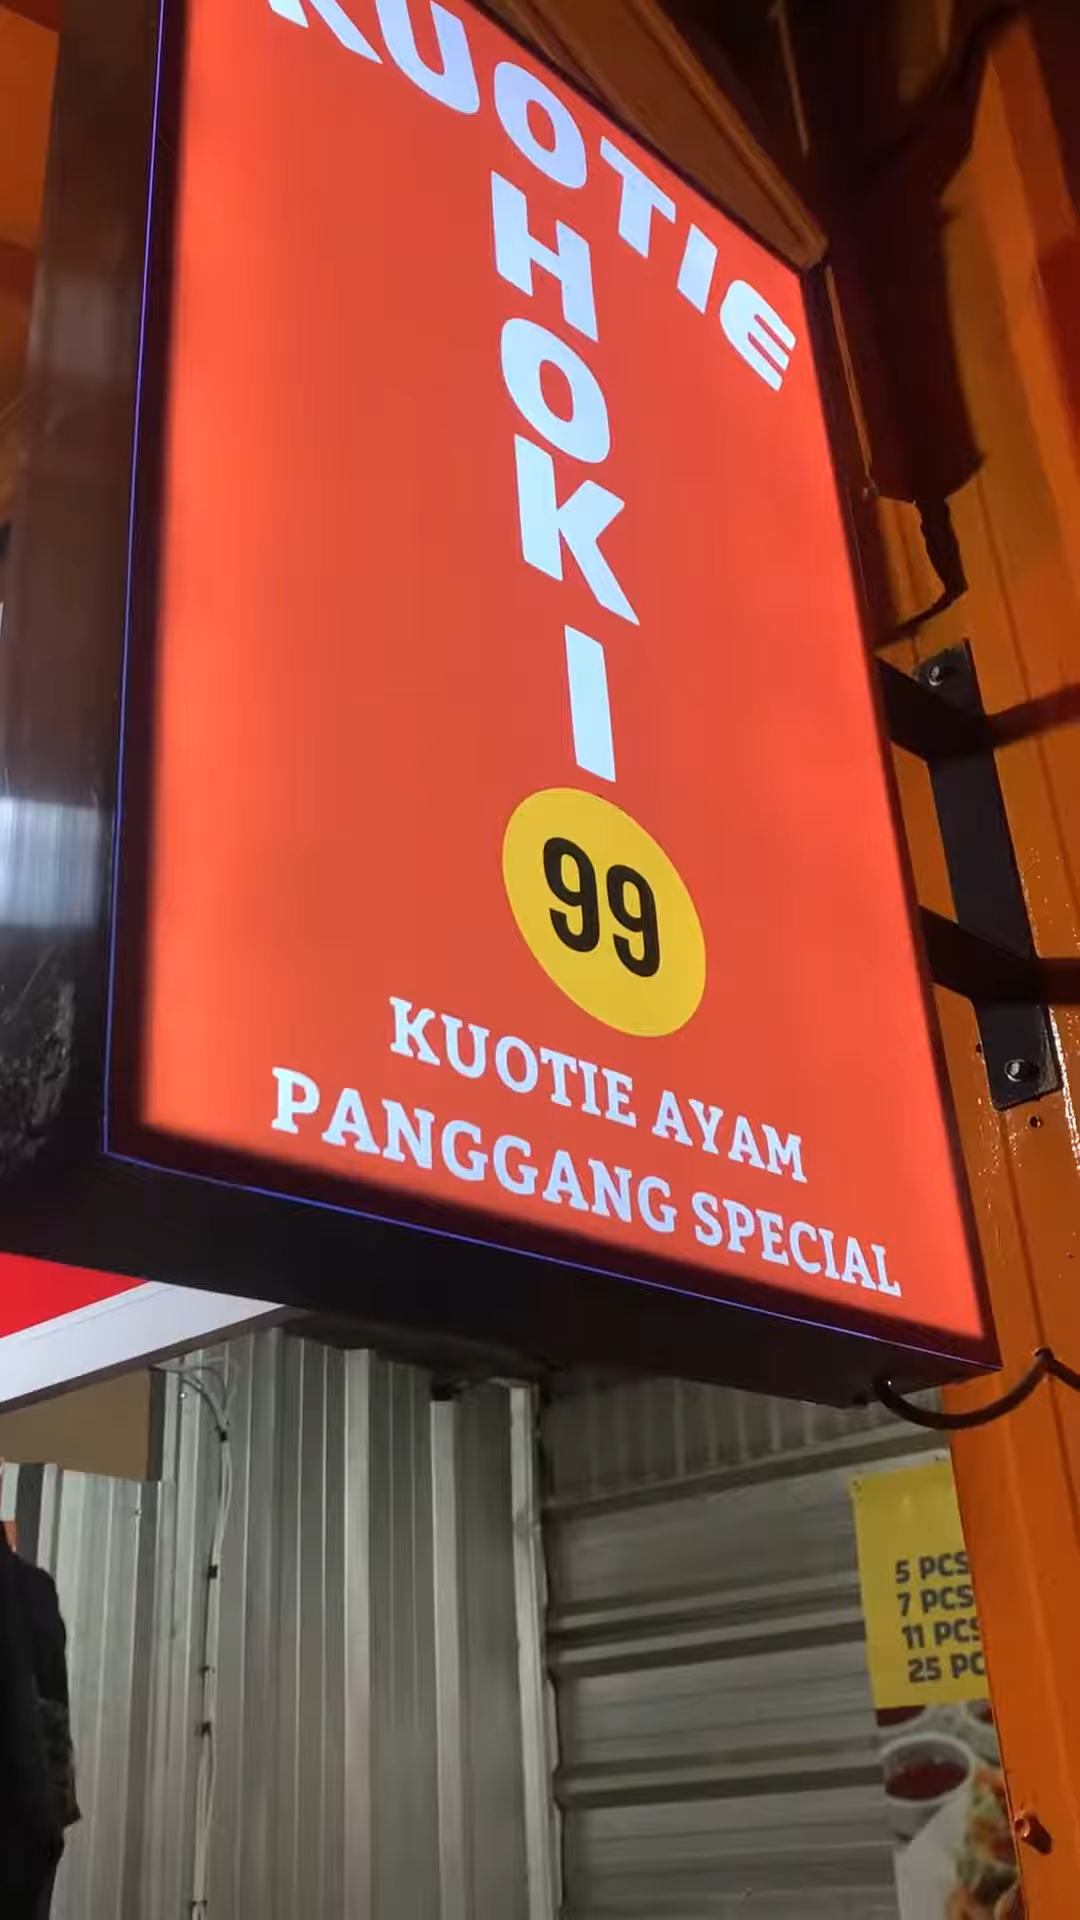 KUOTIE
HOKI
99
KUOTIE AYAM
PANGGANG SPECIAL
5 PCS
7 PCS
11 PCS
25 PC